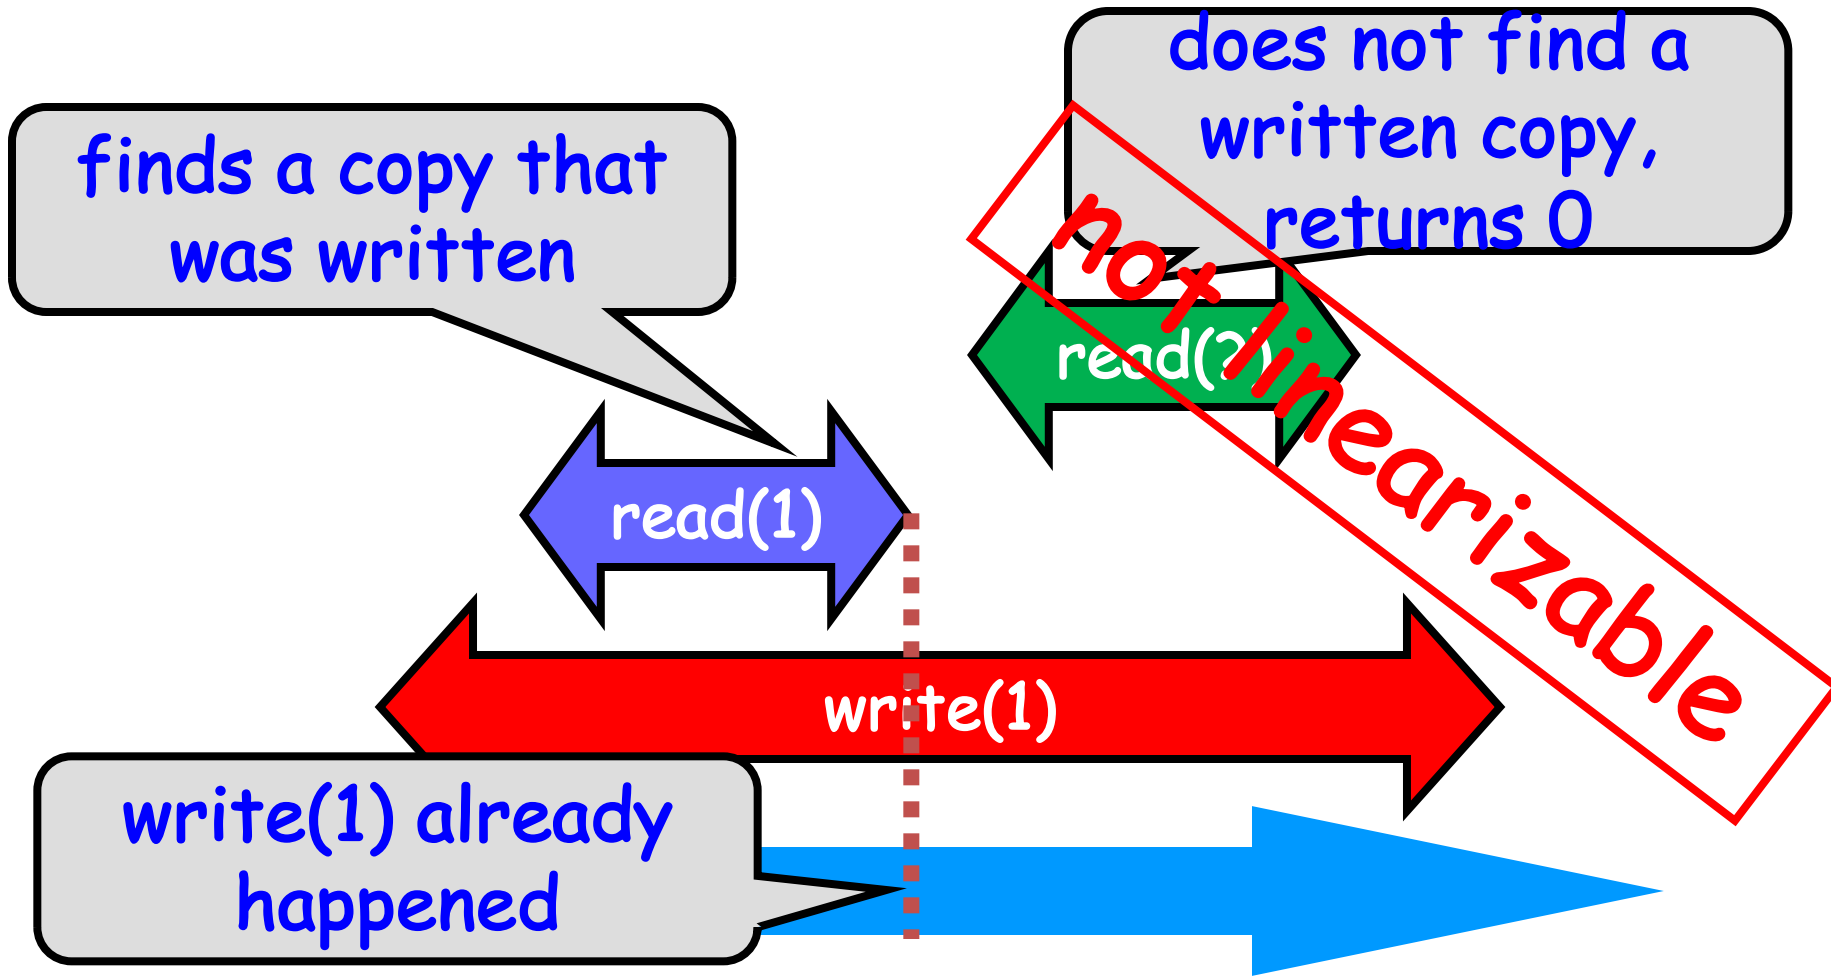 does not find a
written copy,
returns 0
finds a copy that
was written
not linearizable
read(?)
read(1)
write(1)
write(1) already
happened